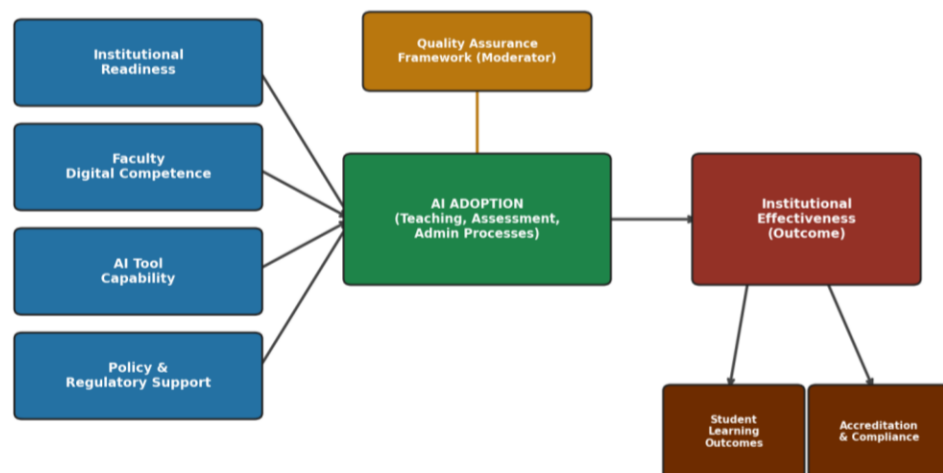 Institutional
Readiness
Quality Assurance
Framework (Moderator)
Faculty
Digital Competence
AI ADOPTION
(Teaching, Assessment,
Admin Processes)
Institutional
Effectiveness
(Outcome)
AI Tool
Capability
Policy &
Regulatory Support
Student
Learning
Outcomes
Accreditation
& Compliance